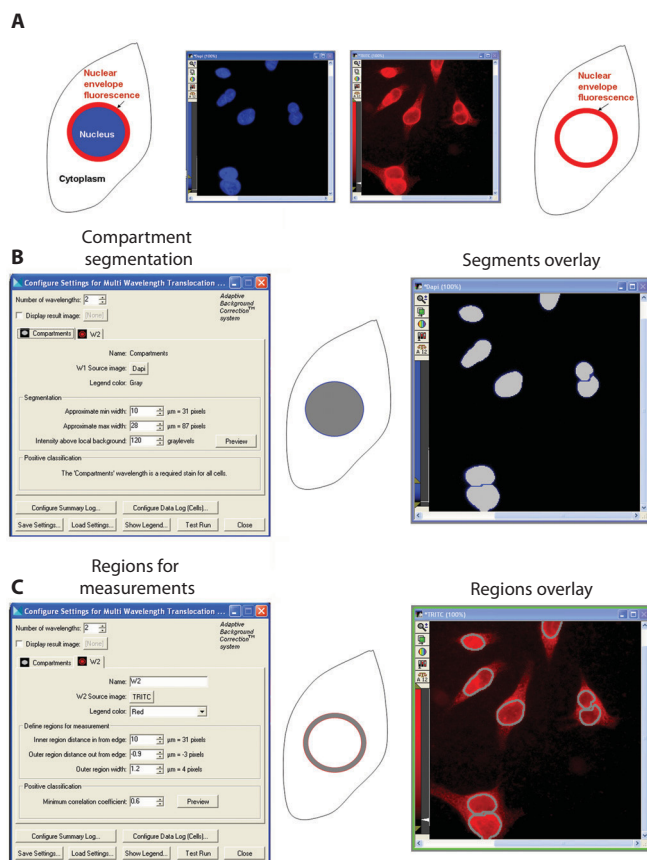 A
Nuclear
envelope
fluorescence
Nucleus
Cytoplasm
*Dapi (100%)
Nuclear
envelope
fluorescence
Compartment
segmentation
Segments overlay
B
Configure Settings for Multi Wavelength Translocation ...
Number of wavelengths: 2
Display result image: [None]
Adaptive
Background
Correction™
system
Compartments W2
Name: Compartments
W1 Source image: Dapi
Legend color: Gray
Segmentation
Approximate min width: 10 µm = 31 pixels
Approximate max width: 28 µm = 87 pixels
Intensity above local background: 120 graylevels Preview
Positive classification
The 'Compartments' wavelength is a required stain for all cells.
Configure Summary Log... Configure Data Log (Cells)...
Save Settings... Load Settings... Show Legend... Test Run Close
*Dapi (100%)
Regions for
measurements
Regions overlay
C
Configure Settings for Multi Wavelength Translocation ...
Number of wavelengths: 2
Display result image: [None]
Adaptive
Background
Correction™
system
Compartments W2
Name: W2
W2 Source image: TRITC
Legend color: Red
Define regions for measurement
Inner region distance in from edge: 10 µm = 31 pixels
Outer region distance out from edge: -0.9 µm = -3 pixels
Outer region width: 1.2 µm = 4 pixels
Positive classification
Minimum correlation coefficient: 0.6 Preview
Configure Summary Log... Configure Data Log (Cells)...
Save Settings... Load Settings... Show Legend... Test Run Close
*TRITC (100%)